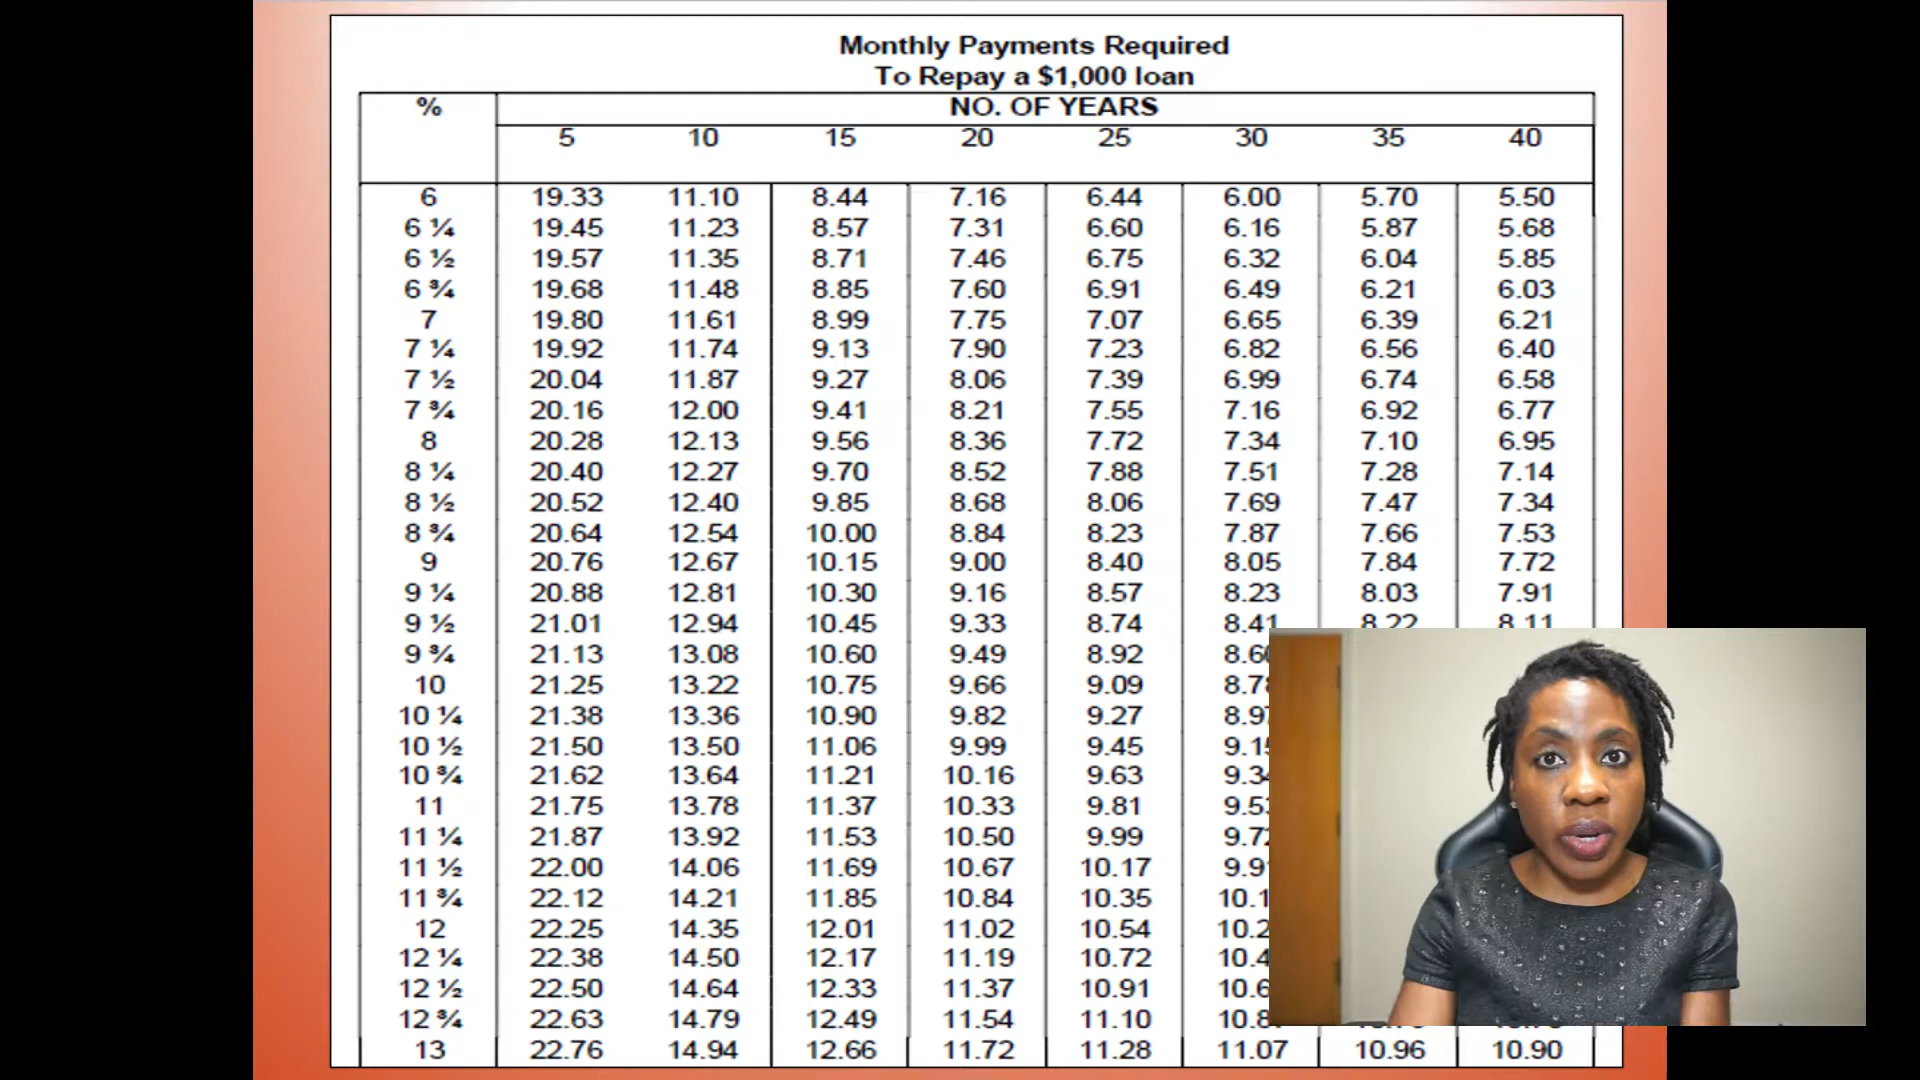 Monthly Payments Required
To Repay a $1,000 loan
% NO. OF YEARS
5 10 15 20 25 30 35 40
6 19.33 11.10 8.44 7.16 6.44 6.00 5.70 5.50
6 ¼ 19.45 11.23 8.57 7.31 6.60 6.16 5.87 5.68
6 ½ 19.57 11.35 8.71 7.46 6.75 6.32 6.04 5.85
6 ¾ 19.68 11.48 8.85 7.60 6.91 6.49 6.21 6.03
7 19.80 11.61 8.99 7.75 7.07 6.65 6.39 6.21
7 ¼ 19.92 11.74 9.13 7.90 7.23 6.82 6.56 6.40
7 ½ 20.04 11.87 9.27 8.06 7.39 6.99 6.74 6.58
7 ¾ 20.16 12.00 9.41 8.21 7.55 7.16 6.92 6.77
8 20.28 12.13 9.56 8.36 7.72 7.34 7.10 6.95
8 ¼ 20.40 12.27 9.70 8.52 7.88 7.51 7.28 7.14
8 ½ 20.52 12.40 9.85 8.68 8.06 7.69 7.47 7.34
8 ¾ 20.64 12.54 10.00 8.84 8.23 7.87 7.66 7.53
9 20.76 12.67 10.15 9.00 8.40 8.05 7.84 7.72
9 ¼ 20.88 12.81 10.30 9.16 8.57 8.23 8.03 7.91
9 ½ 21.01 12.94 10.45 9.33 8.74 8.41 8.22 8.11
9 ¾ 21.13 13.08 10.60 9.49 8.92
10 21.25 13.22 10.75 9.66 9.09
10 ¼ 21.38 13.36 10.90 9.82 9.27
10 ½ 21.50 13.50 11.06 9.99 9.45
10 ¾ 21.62 13.64 11.21 10.16 9.63
11 21.75 13.78 11.37 10.33 9.81
11 ¼ 21.87 13.92 11.53 10.50 9.99
11 ½ 22.00 14.06 11.69 10.67 10.17
11 ¾ 22.12 14.21 11.85 10.84 10.35
12 22.25 14.35 12.01 11.02 10.54
12 ¼ 22.38 14.50 12.17 11.19 10.72
12 ½ 22.50 14.64 12.33 11.37 10.91
12 ¾ 22.63 14.79 12.49 11.54 11.10
13 22.76 14.94 12.66 11.72 11.28 11.07 10.96 10.90